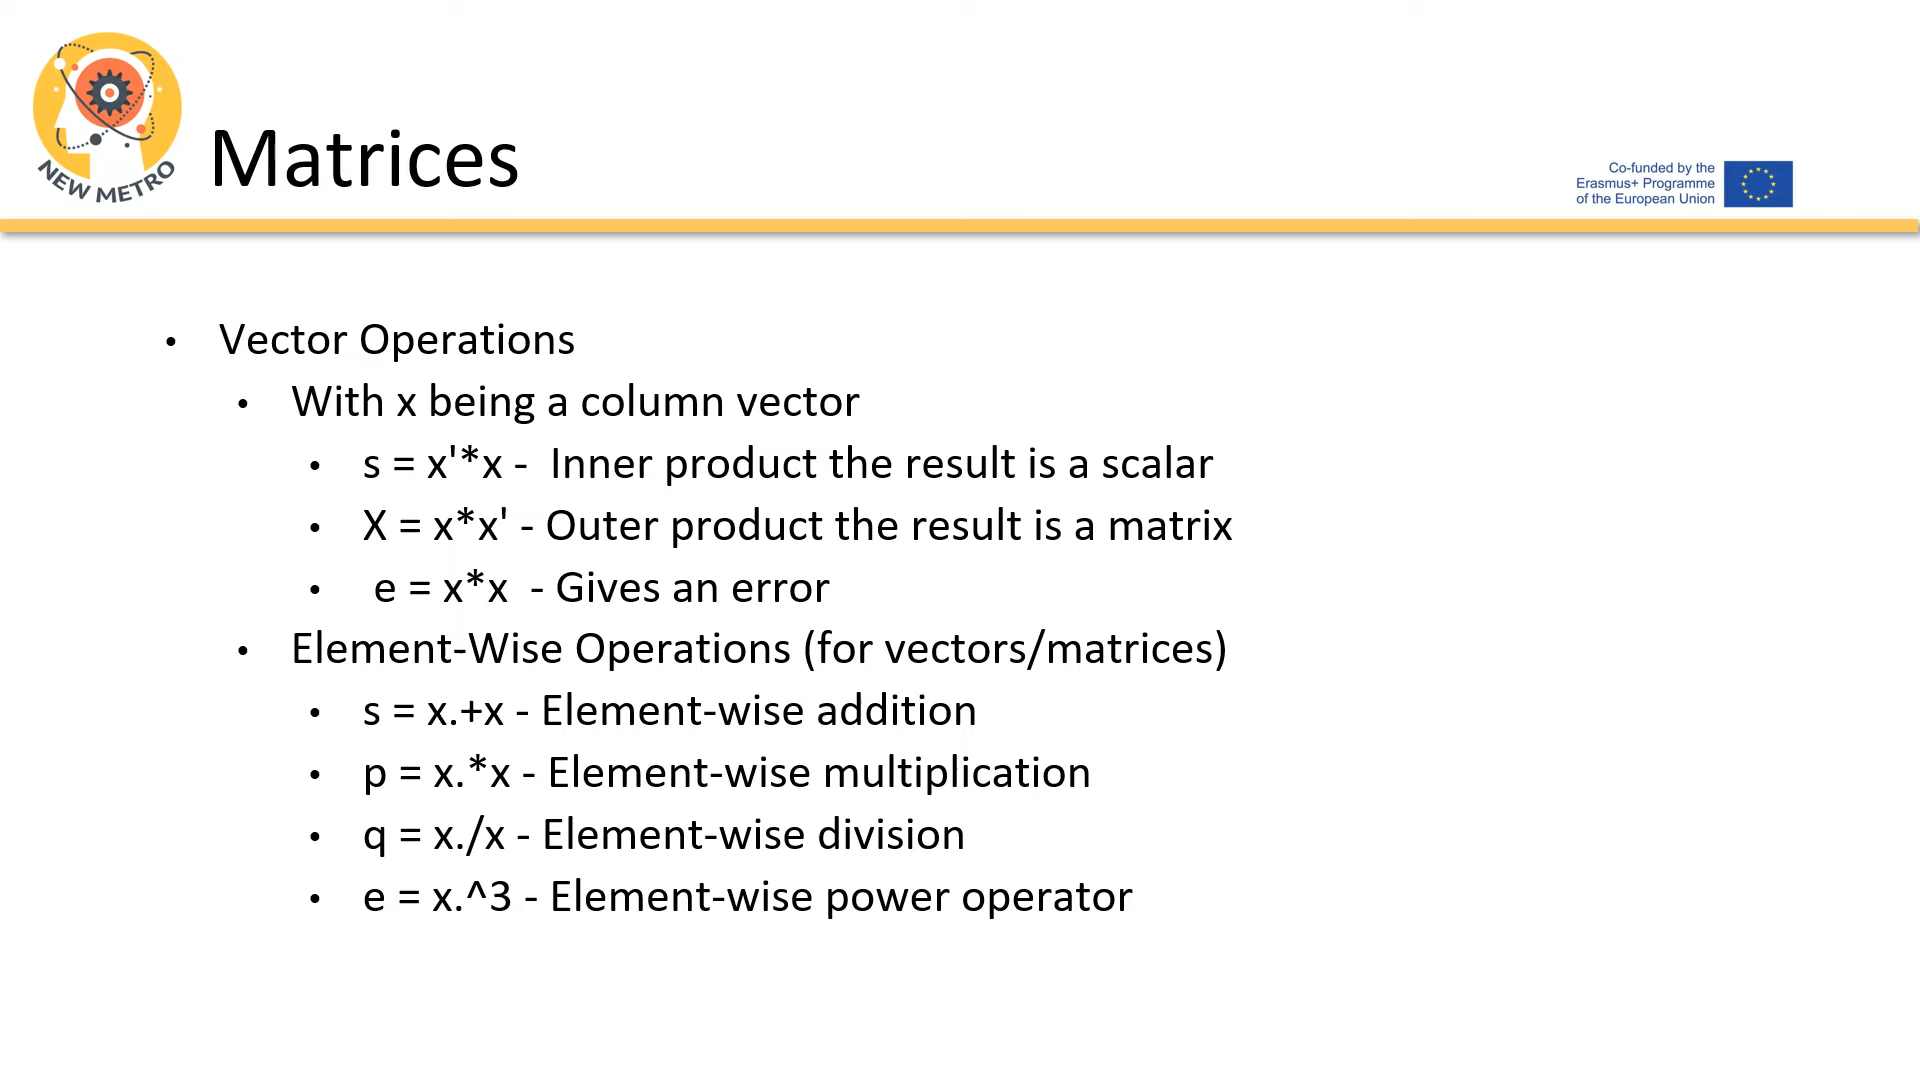 NEW METRO
Matrices
Co-funded by the
Erasmus+ Programme
of the European Union
• Vector Operations
• With x being a column vector
• s = x'*x - Inner product the result is a scalar
• X = x*x' - Outer product the result is a matrix
• e = x*x - Gives an error
• Element-Wise Operations (for vectors/matrices)
• s = x.+x - Element-wise addition
• p = x.*x - Element-wise multiplication
• q = x./x - Element-wise division
• e = x.^3 - Element-wise power operator